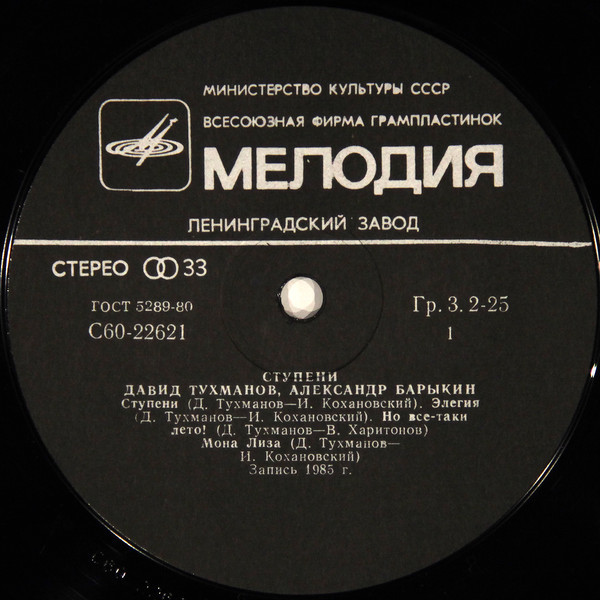 МИНИСТЕРСТВО КУЛЬТУРЫ СССР
ВСЕСОЮЗНАЯ ФИРМА ГРАМПЛАСТИНОК
МЕЛОДИЯ
ЛЕНИНГРАДСКИЙ ЗАВОД
СТЕРЕО 33
ГОСТ 5289-80
С60-22621
Гр. 3. 2-25
1
СТУПЕНИ
ДАВИД ТУХМАНОВ, АЛЕКСАНДР БАРЫКИН
Ступени (Д. Тухманов—И. Кохановский). Элегия
(Д. Тухманов—И. Кохановский). Но все-таки
лето! (Д. Тухманов—В. Харитонов)
Мона Лиза (Д. Тухманов—
И. Кохановский)
Запись 1985 г.